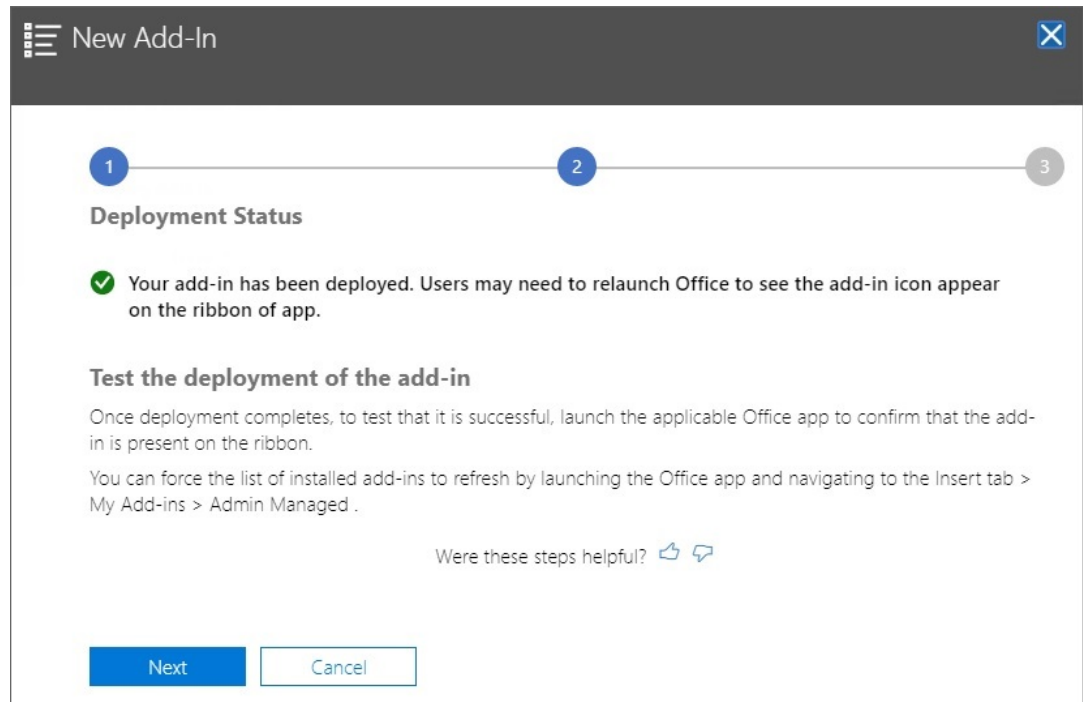 New Add-In
1
2
3
Deployment Status
Your add-in has been deployed. Users may need to relaunch Office to see the add-in icon appear
on the ribbon of app.
Test the deployment of the add-in
Once deployment completes, to test that it is successful, launch the applicable Office app to confirm that the add-
in is present on the ribbon.
You can force the list of installed add-ins to refresh by launching the Office app and navigating to the Insert tab >
My Add-ins > Admin Managed .
Were these steps helpful?
Next
Cancel